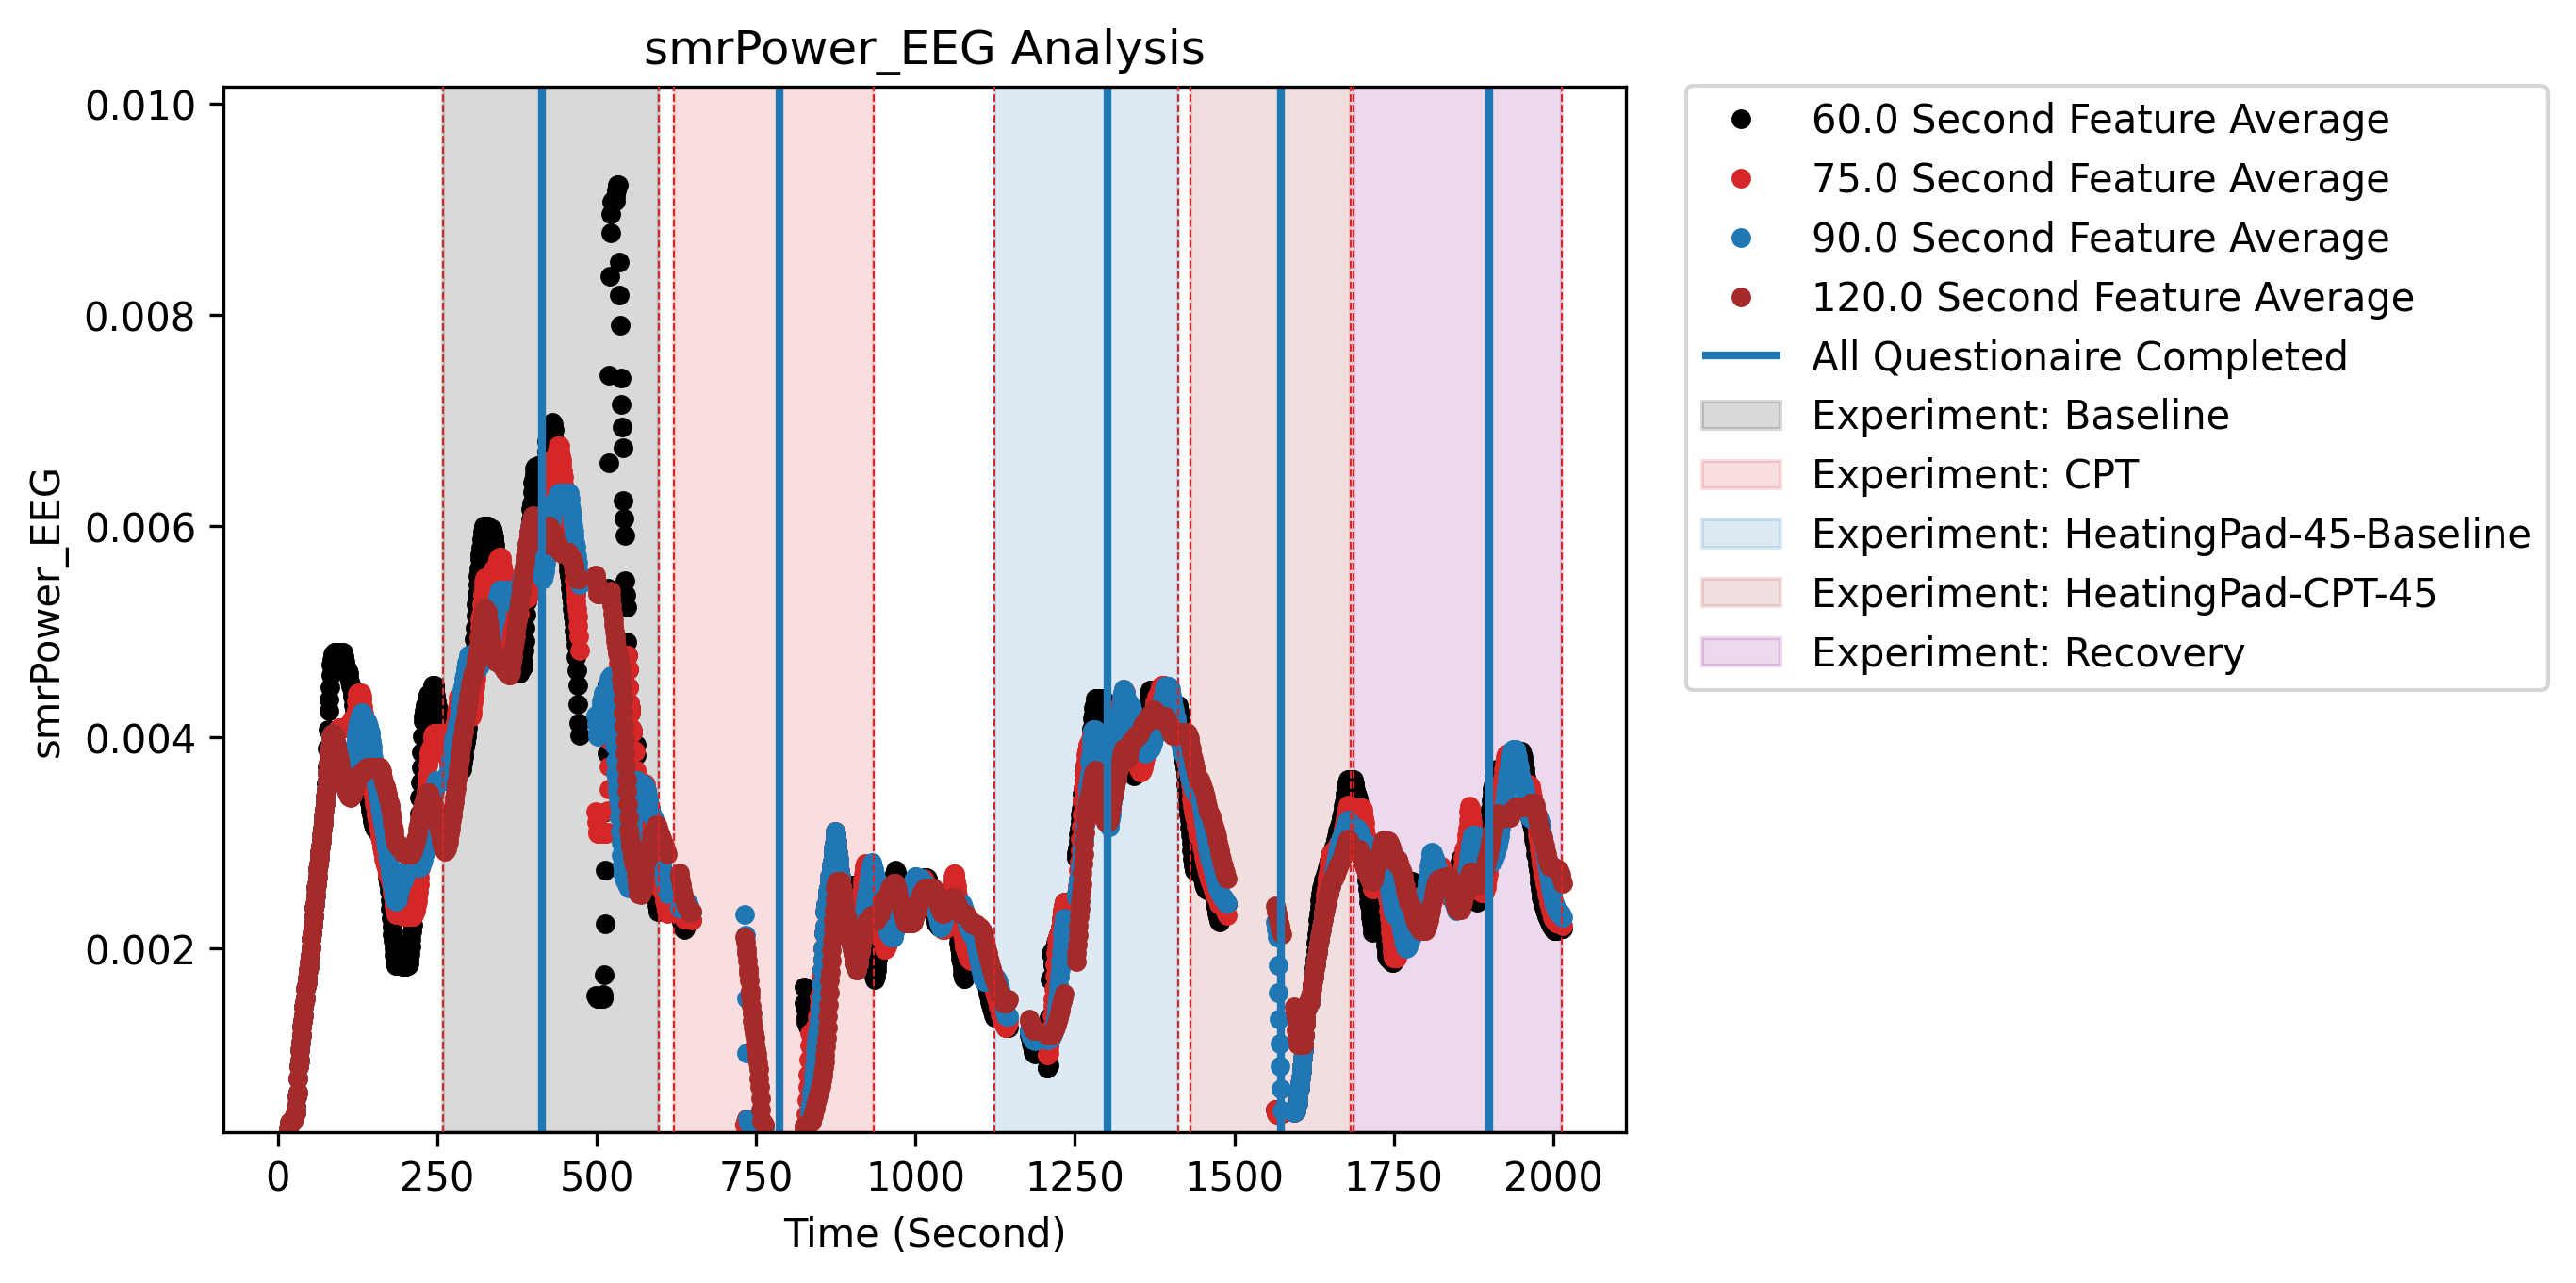 smrPower_EEG Analysis
0.010
0.008
0.006
0.004
0.002
smrPower_EEG
0 250 500 750 1000 1250 1500 1750 2000
Time (Second)
60.0 Second Feature Average
75.0 Second Feature Average
90.0 Second Feature Average
120.0 Second Feature Average
All Questionaire Completed
Experiment: Baseline
Experiment: CPT
Experiment: HeatingPad-45-Baseline
Experiment: HeatingPad-CPT-45
Experiment: Recovery